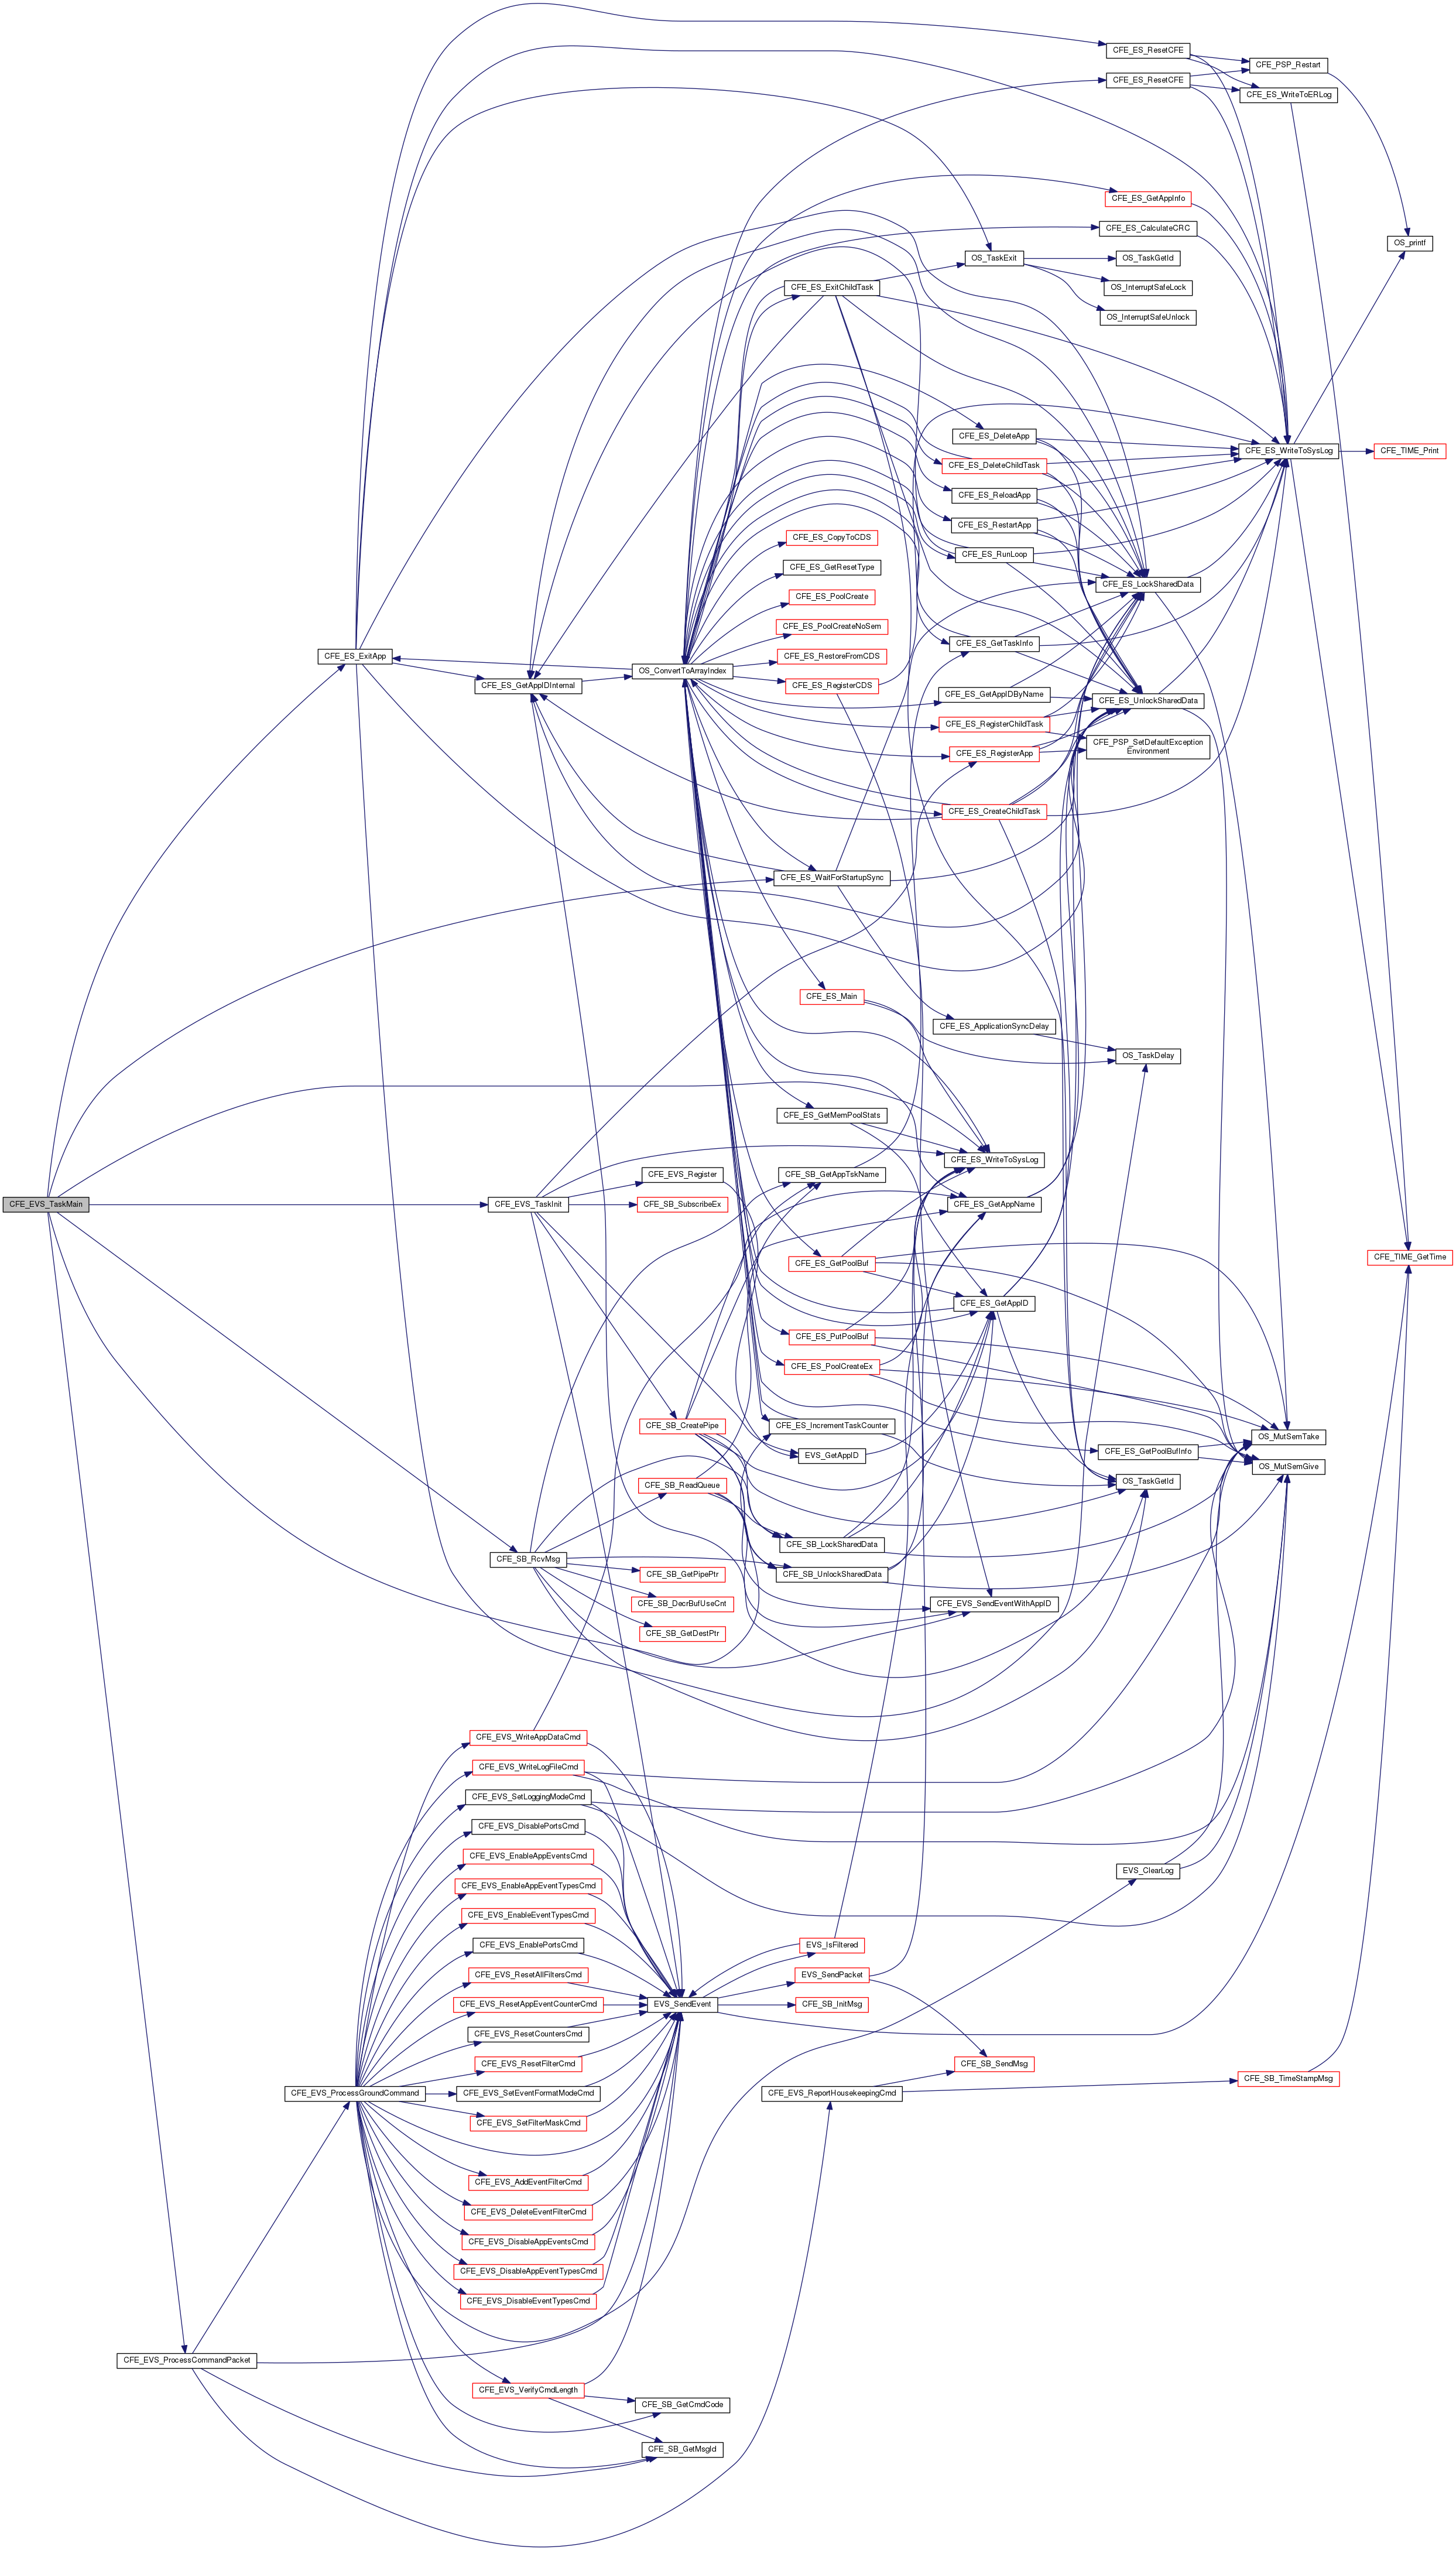 CFE_ES_ResetCFE
CFE_PSP_Restart
CFE_ES_ResetCFE
CFE_ES_WriteToERLog
CFE_ES_GetAppInfo
CFE_ES_CalculateCRC
OS_printf
OS_TaskExit
OS_TaskGetId
CFE_ES_ExitChildTask
OS_InterruptSafeLock
OS_InterruptSafeUnlock
CFE_ES_DeleteApp
CFE_ES_WriteToSysLog
CFE_TIME_Print
CFE_ES_DeleteChildTask
CFE_ES_ReloadApp
CFE_ES_RestartApp
CFE_ES_CopyToCDS
CFE_ES_RunLoop
CFE_ES_GetResetType
CFE_ES_LockSharedData
CFE_ES_PoolCreate
CFE_ES_PoolCreateNoSem
CFE_ES_GetTaskInfo
CFE_ES_ExitApp
CFE_ES_RestoreFromCDS
OS_ConvertToArrayIndex
CFE_ES_GetAppIDInternal
CFE_ES_RegisterCDS
CFE_ES_GetAppIDByName
CFE_ES_UnlockSharedData
CFE_ES_RegisterChildTask
CFE_PSP_SetDefaultException
Environment
CFE_ES_RegisterApp
CFE_ES_CreateChildTask
CFE_ES_WaitForStartupSync
CFE_ES_Main
CFE_ES_ApplicationSyncDelay
OS_TaskDelay
CFE_ES_GetMemPoolStats
CFE_ES_WriteToSysLog
CFE_EVS_Register
CFE_SB_GetAppTskName
CFE_EVS_TaskMain
CFE_EVS_TaskInit
CFE_SB_SubscribeEx
CFE_ES_GetAppName
CFE_TIME_GetTime
CFE_ES_GetPoolBuf
CFE_ES_GetAppID
CFE_ES_PutPoolBuf
CFE_ES_PoolCreateEx
CFE_SB_CreatePipe
CFE_ES_IncrementTaskCounter
OS_MutSemTake
EVS_GetAppID
CFE_ES_GetPoolBufInfo
OS_MutSemGive
CFE_SB_ReadQueue
OS_TaskGetId
CFE_SB_LockSharedData
CFE_SB_RcvMsg
CFE_SB_GetPipePtr
CFE_SB_UnlockSharedData
CFE_SB_DecrBufUseCnt
CFE_EVS_SendEventWithAppID
CFE_SB_GetDestPtr
CFE_EVS_WriteAppDataCmd
CFE_EVS_WriteLogFileCmd
CFE_EVS_SetLoggingModeCmd
CFE_EVS_DisablePortsCmd
CFE_EVS_EnableAppEventsCmd
EVS_ClearLog
CFE_EVS_EnableAppEventTypesCmd
CFE_EVS_EnableEventTypesCmd
CFE_EVS_EnablePortsCmd
EVS_IsFiltered
CFE_EVS_ResetAllFiltersCmd
EVS_SendPacket
CFE_EVS_ResetAppEventCounterCmd
EVS_SendEvent
CFE_SB_InitMsg
CFE_EVS_ResetCountersCmd
CFE_EVS_ResetFilterCmd
CFE_SB_SendMsg
CFE_SB_TimeStampMsg
CFE_EVS_ProcessGroundCommand
CFE_EVS_SetEventFormatModeCmd
CFE_EVS_ReportHousekeepingCmd
CFE_EVS_SetFilterMaskCmd
CFE_EVS_AddEventFilterCmd
CFE_EVS_DeleteEventFilterCmd
CFE_EVS_DisableAppEventsCmd
CFE_EVS_DisableAppEventTypesCmd
CFE_EVS_DisableEventTypesCmd
CFE_EVS_ProcessCommandPacket
CFE_EVS_VerifyCmdLength
CFE_SB_GetCmdCode
CFE_SB_GetMsgId